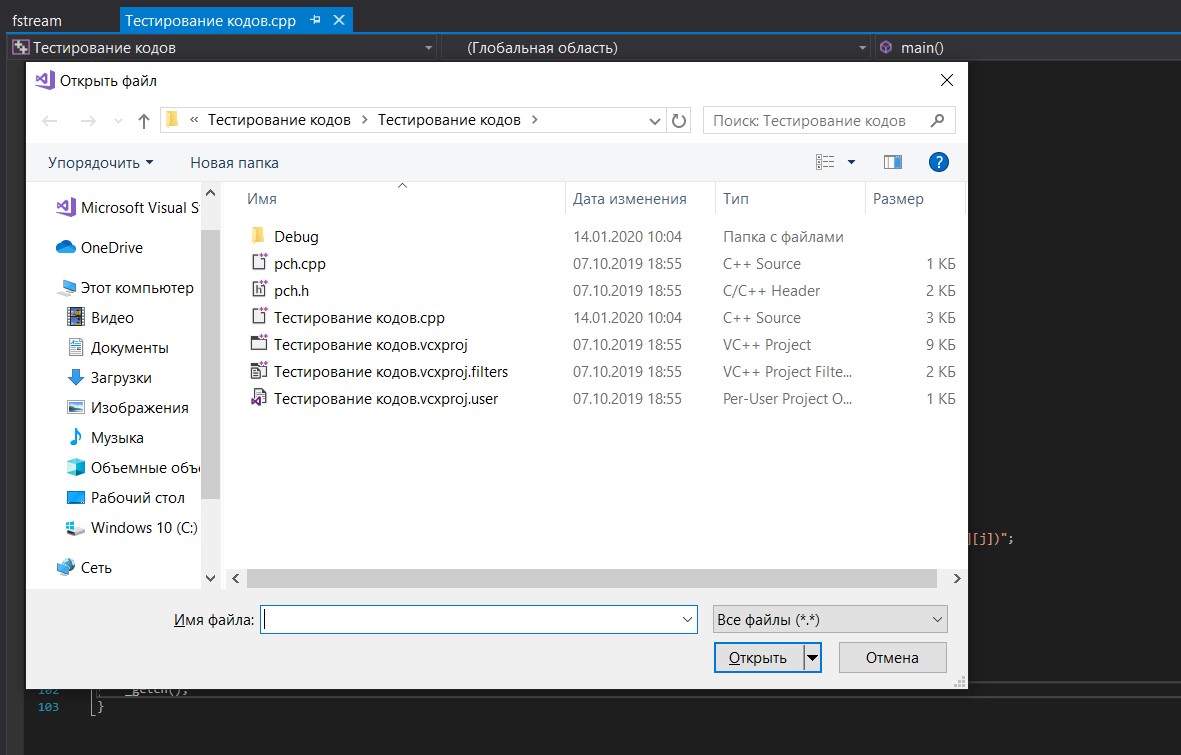 fstream
Тестирование кодов.cpp
Тестирование кодов
(Глобальная область)
main()
Открыть файл
« Тестирование кодов > Тестирование кодов >
Поиск: Тестирование кодов
Упорядочить
Новая папка
Microsoft Visual S
OneDrive
Этот компьютер
Видео
Документы
Загрузки
Изображения
Музыка
Объемные объ
Рабочий стол
Windows 10 (C:)
Сеть
Имя Дата изменения Тип Размер
Debug 14.01.2020 10:04 Папка с файлами
pch.cpp 07.10.2019 18:55 C++ Source 1 КБ
pch.h 07.10.2019 18:55 C/C++ Header 2 КБ
Тестирование кодов.cpp 14.01.2020 10:04 C++ Source 3 КБ
Тестирование кодов.vcxproj 07.10.2019 18:55 VC++ Project 9 КБ
Тестирование кодов.vcxproj.filters 07.10.2019 18:55 VC++ Project Filte... 2 КБ
Тестирование кодов.vcxproj.user 07.10.2019 18:55 Per-User Project O... 1 КБ
][j])";
Имя файла:
Все файлы (*.*)
Открыть
Отмена
102 _getch();
103 }